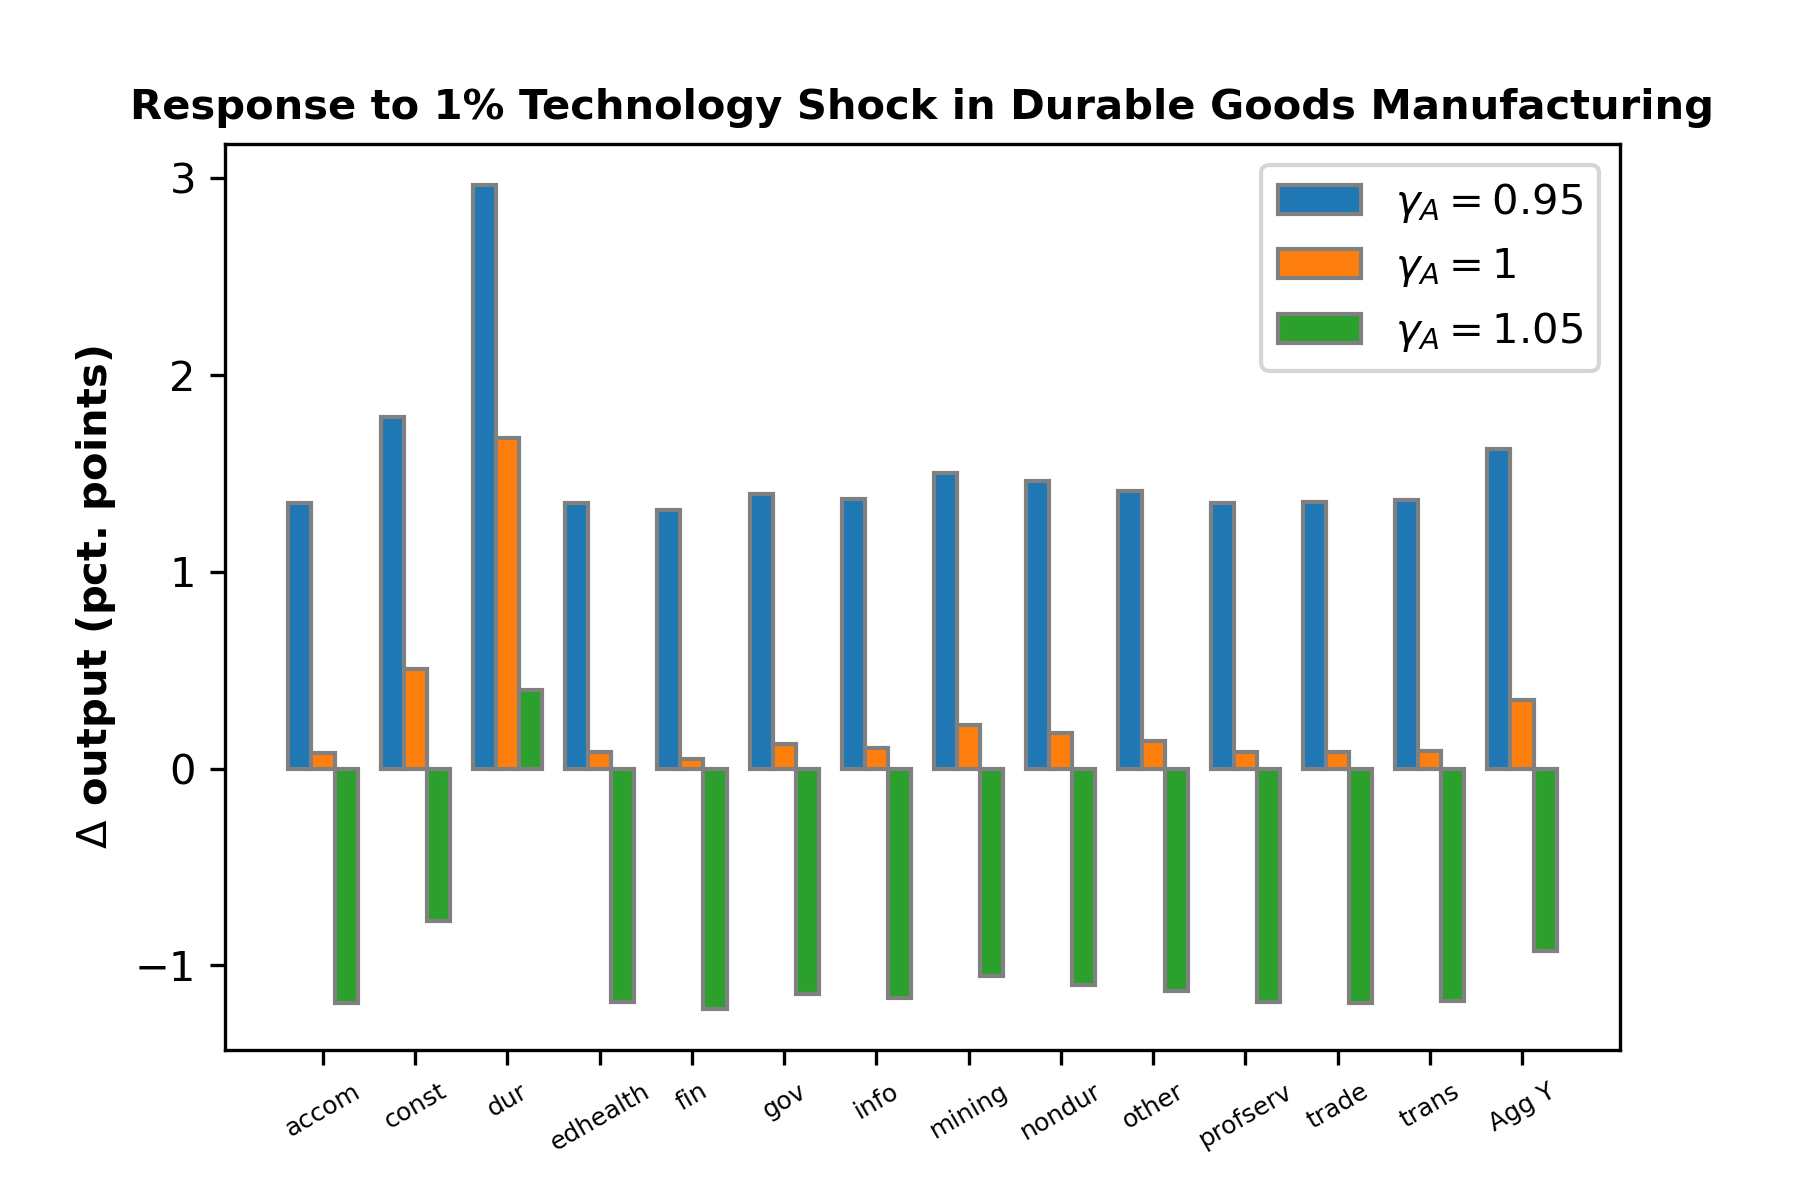 Response to 1% Technology Shock in Durable Goods Manufacturing
Δ output (pct. points)
3
2
1
0
−1
γA = 0.95
γA = 1
γA = 1.05
accom
const
dur
edhealth
fin
gov
info
mining
nondur
other
profserv
trade
trans
Agg Y